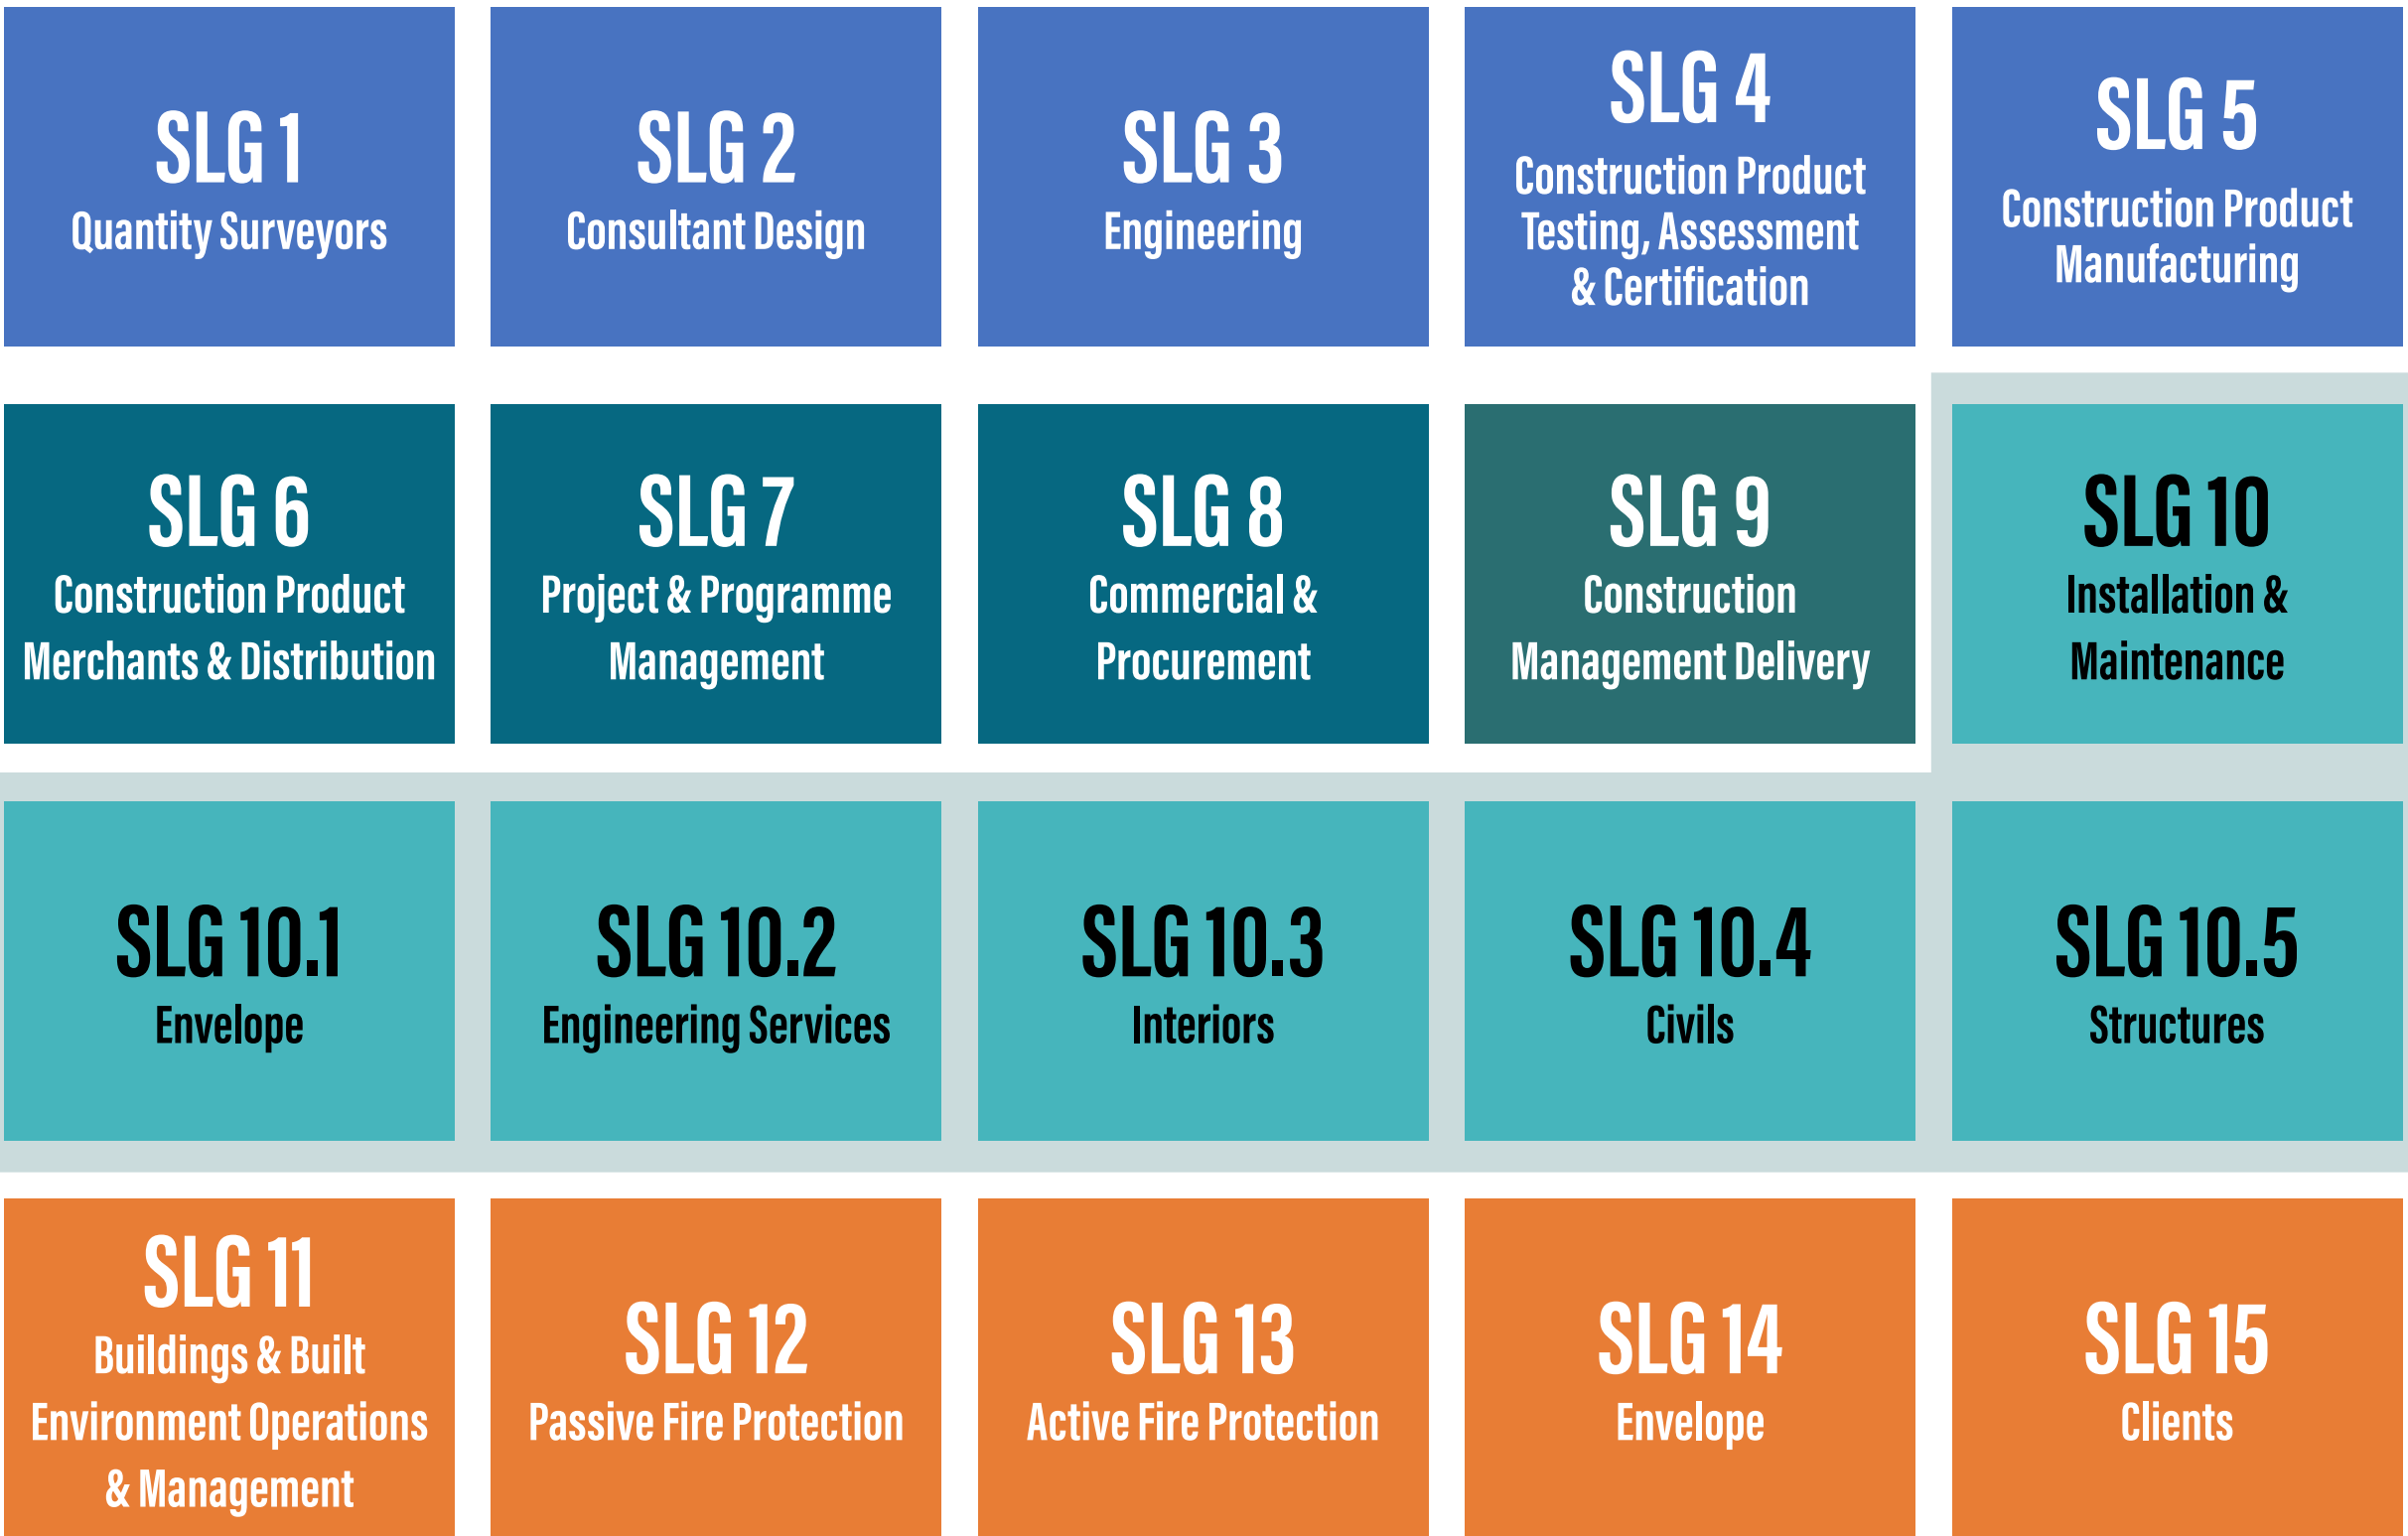 SLG 1
Quantity Surveyors
SLG 2
Consultant Design
SLG 3
Engineering
SLG 4
Construction Product
Testing, Assessment
& Certification
SLG 5
Construction Product
Manufacturing
SLG 6
Construction Product
Merchants & Distribution
SLG 7
Project & Programme
Management
SLG 8
Commercial &
Procurement
SLG 9
Construction
Management Delivery
SLG 10
Installation &
Maintenance
SLG 10.1
Envelope
SLG 10.2
Engineering Services
SLG 10.3
Interiors
SLG 10.4
Civils
SLG 10.5
Structures
SLG 11
Buildings & Built
Environment Operations
& Management
SLG 12
Passive Fire Protection
SLG 13
Active Fire Protection
SLG 14
Envelope
SLG 15
Clients